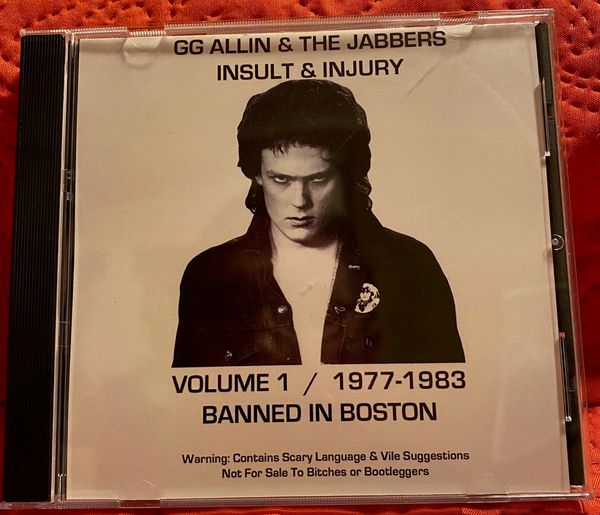 GG ALLIN & THE JABBERS
INSULT & INJURY
VOLUME 1 / 1977-1983
BANNED IN BOSTON
Warning: Contains Scary Language & Vile Suggestions
Not For Sale To Bitches or Bootleggers